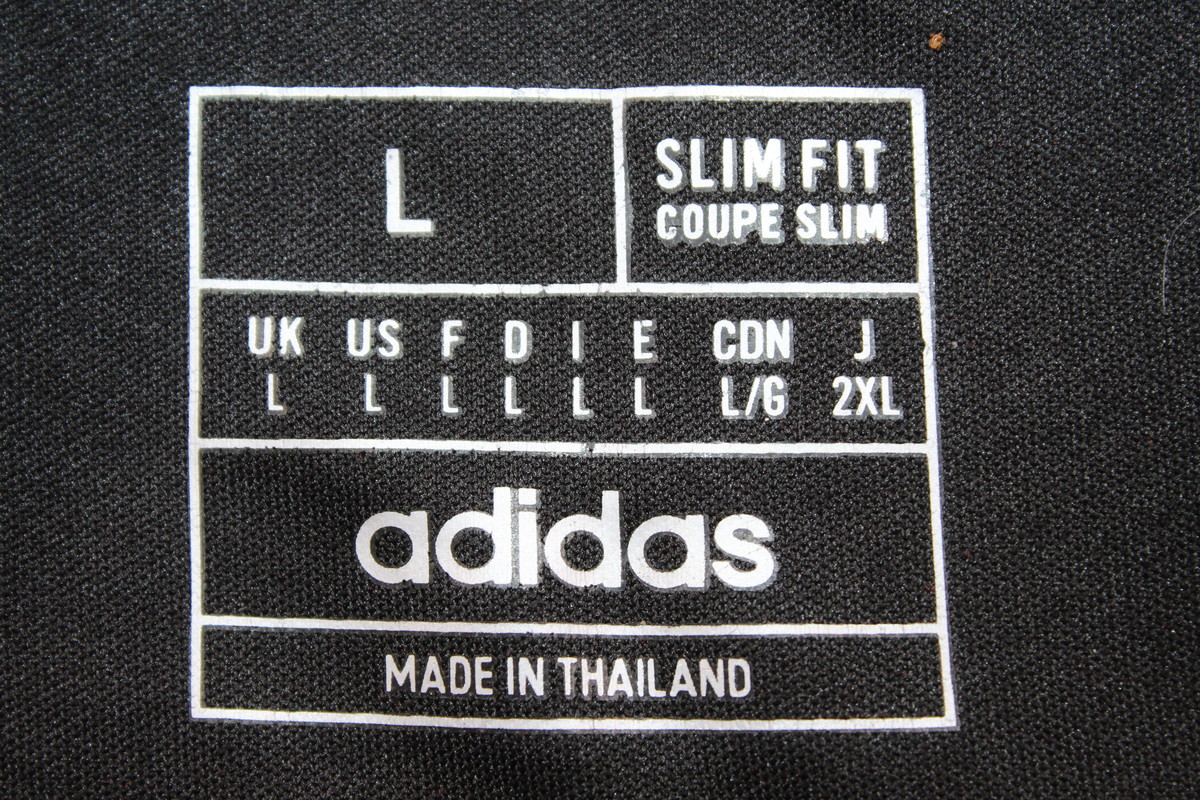 L
SLIM FIT
COUPE SLIM
UK US F D I E CDN J
L L L L L L L/G 2XL
adidas
MADE IN THAILAND